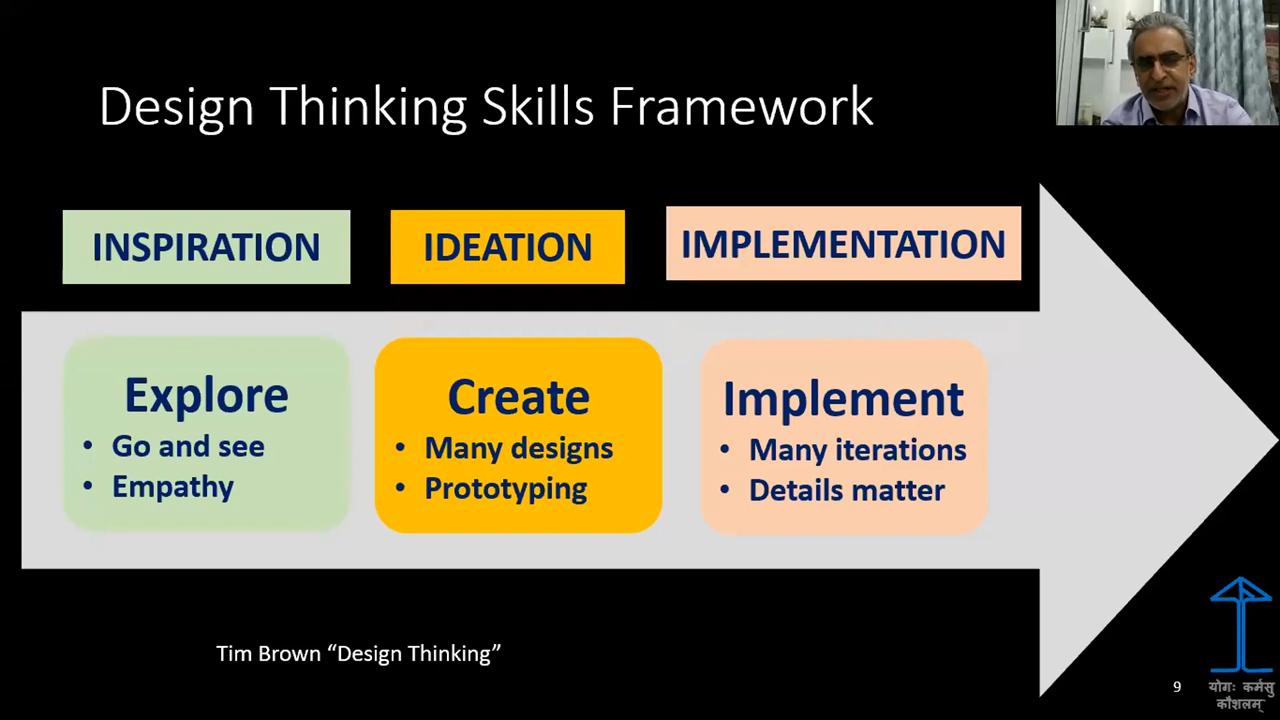 Design Thinking Skills Framework
INSPIRATION
IDEATION
IMPLEMENTATION
Explore
• Go and see
• Empathy
Create
• Many designs
• Prototyping
Implement
• Many iterations
• Details matter
Tim Brown “Design Thinking”
9
योगः कर्मसु
कौशलम्